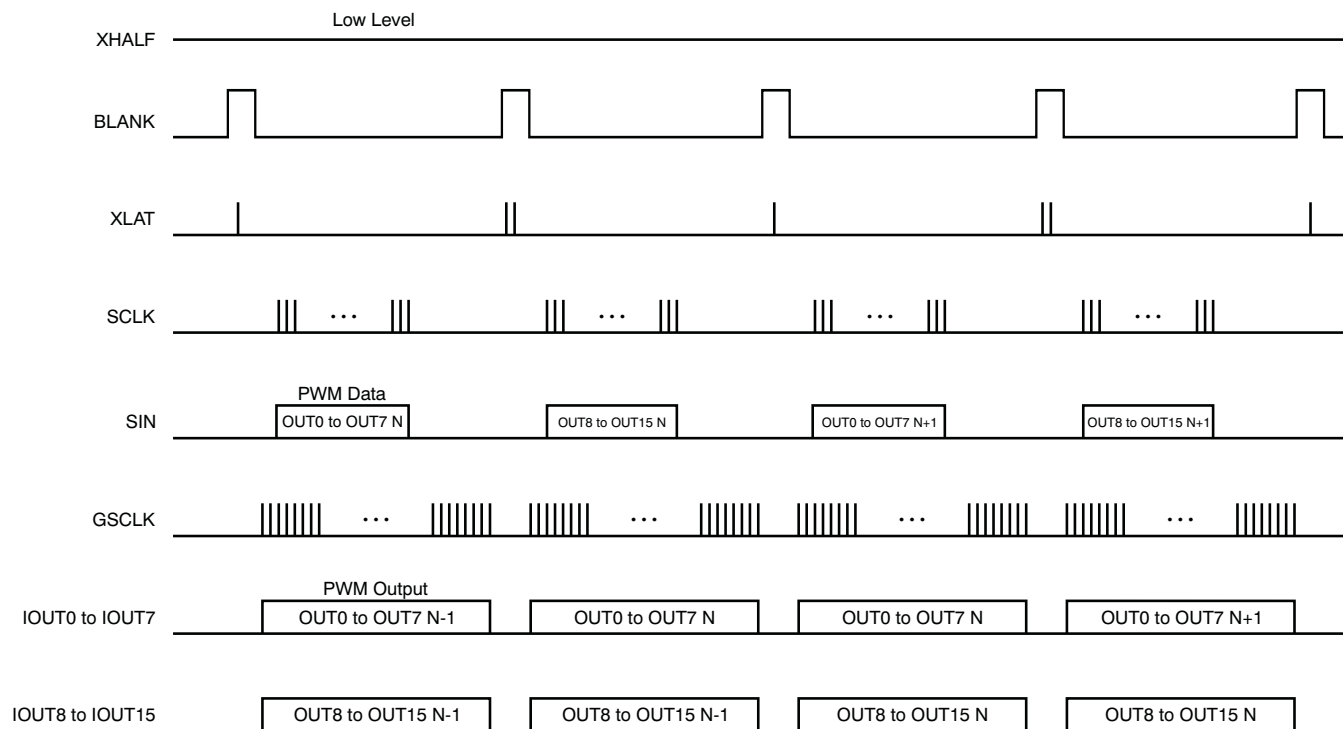 Low Level
XHALF
BLANK
XLAT
SCLK
...
...
...
...
PWM Data
SIN
OUT0 to OUT7 N
OUT8 to OUT15 N
OUT0 to OUT7 N+1
OUT8 to OUT15 N+1
GSCLK
...
...
...
...
PWM Output
IOUT0 to IOUT7
OUT0 to OUT7 N-1
OUT0 to OUT7 N
OUT0 to OUT7 N
OUT0 to OUT7 N+1
IOUT8 to IOUT15
OUT8 to OUT15 N-1
OUT8 to OUT15 N-1
OUT8 to OUT15 N
OUT8 to OUT15 N